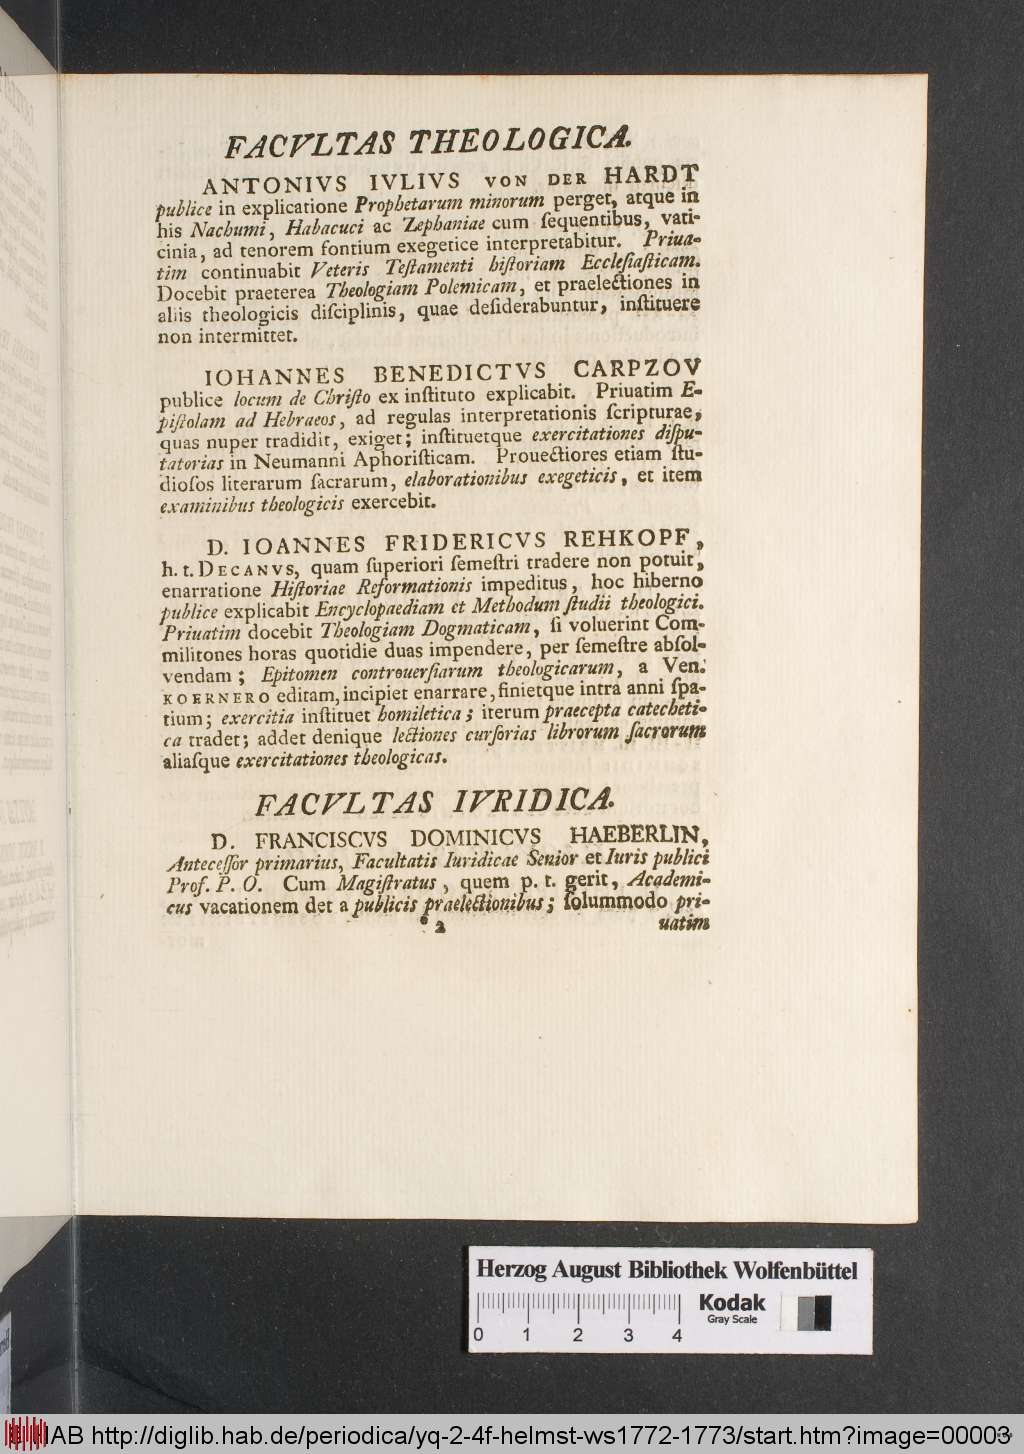 FACVLTAS THEOLOGICA.
ANTONIVS IVLIVS VON DER HARDT
publice in explicatione Prophetarum minorum perget, atque in
his Nachumi, Habacuci ac Zephaniae cum ſequentibus, vati-
cinia, ad tenorem fontium exegetice interpretabitur. Priua-
tim continuabit Veteris Teſtamenti hiſtoriam Eccleſiaſticam.
Docebit praeterea Theologiam Polemicam, et praelectiones in
aliis theologicis diſciplinis, quae deſiderabuntur, inſtituere
non intermittet.
IOHANNES BENEDICTVS CARPZOV
publice locum de Chriſto ex inſtituto explicabit. Priuatim E-
piſtolam ad Hebraeos, ad regulas interpretationis ſcripturae,
quas nuper tradidit, exiget; inſtituetque exercitationes diſpu-
tatorias in Neumanni Aphoriſticam. Prouectiores etiam ſtu-
dioſos literarum ſacrarum, elaborationibus exegeticis, et item
examinibus theologicis exercebit.
D. IOANNES FRIDERICVS REHKOPF,
h. t. DECANVS, quam ſuperiori ſemeſtri tradere non potuit,
enarratione Hiſtoriae Reformationis impeditus, hoc hiberno
publice explicabit Encyclopaediam et Methodum ſtudii theologici.
Priuatim docebit Theologiam Dogmaticam, ſi voluerint Com-
militones horas quotidie duas impendere, per ſemeſtre abſol-
vendam; Epitomen controuerſiarum theologicarum, a Ven.
KOERNERO editam, incipiet enarrare, finietque intra anni ſpa-
tium; exercitia inſtituet homiletica; iterum praecepta catecheti-
ca tradet; addet denique lectiones curſorias librorum ſacrorum
aliaſque exercitationes theologicas.
FACVLTAS IVRIDICA.
D. FRANCISCVS DOMINICVS HAEBERLIN,
Anteceſſor primarius, Facultatis Iuridicae Senior et Iuris publici
Prof. P. O. Cum Magiſtratus, quem p. t. gerit, Academi-
cus vacationem det a publicis praelectionibus; ſolummodo pri-
* 2 uatim
Herzog August Bibliothek Wolfenbüttel
Kodak
Gray Scale
0 1 2 3 4
HAB http://diglib.hab.de/periodica/yq-2-4f-helmst-ws1772-1773/start.htm?image=00003